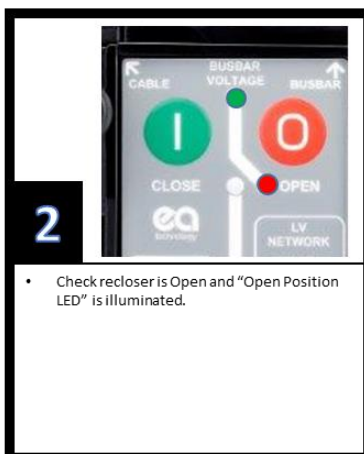 BUSBAR
CABLE VOLTAGE BUSBAR
I O
CLOSE OPEN
ea
technology
LV
NETWORK
2
• Check recloser is Open and “Open Position
LED” is illuminated.